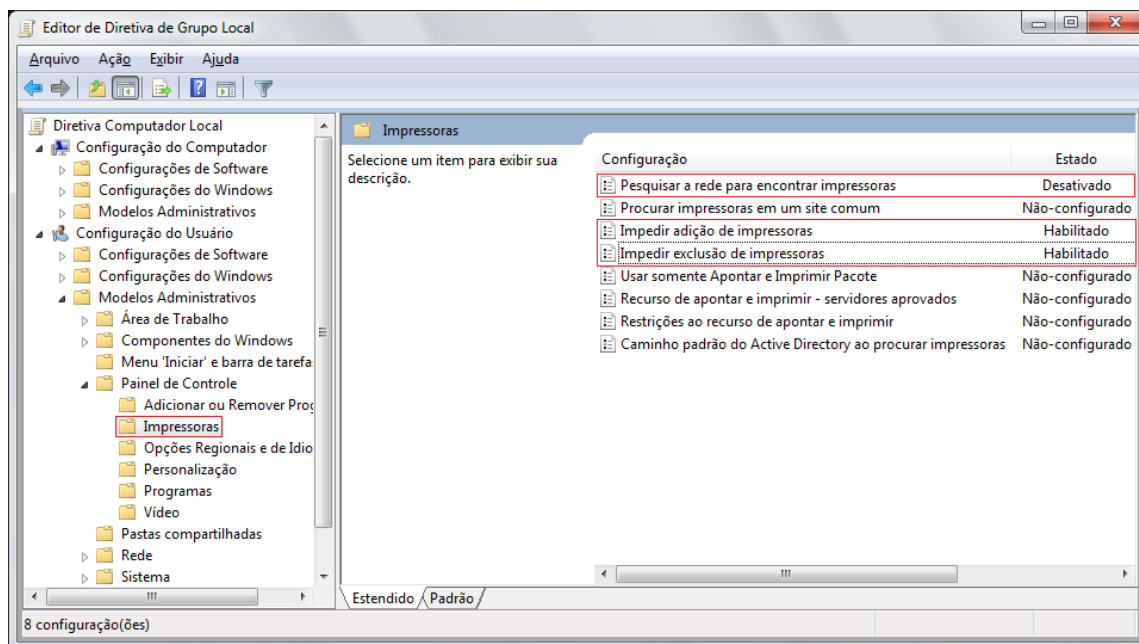 Editor de Diretiva de Grupo Local
Arquivo Ação Exibir Ajuda
Diretiva Computador Local
Configuração do Computador
Configurações de Software
Configurações do Windows
Modelos Administrativos
Configuração do Usuário
Configurações de Software
Configurações do Windows
Modelos Administrativos
Área de Trabalho
Componentes do Windows
Menu 'Iniciar' e barra de tarefa
Painel de Controle
Adicionar ou Remover Prog
Impressoras
Opções Regionais e de Idio
Personalização
Programas
Vídeo
Pastas compartilhadas
Rede
Sistema
Impressoras
Selecione um item para exibir sua
descrição.
Configuração Estado
Pesquisar a rede para encontrar impressoras Desativado
Procurar impressoras em um site comum Não-configurado
Impedir adição de impressoras Habilitado
Impedir exclusão de impressoras Habilitado
Usar somente Apontar e Imprimir Pacote Não-configurado
Recurso de apontar e imprimir - servidores aprovados Não-configurado
Restrições ao recurso de apontar e imprimir Não-configurado
Caminho padrão do Active Directory ao procurar impressoras Não-configurado
Estendido Padrão
8 configuração(ões)